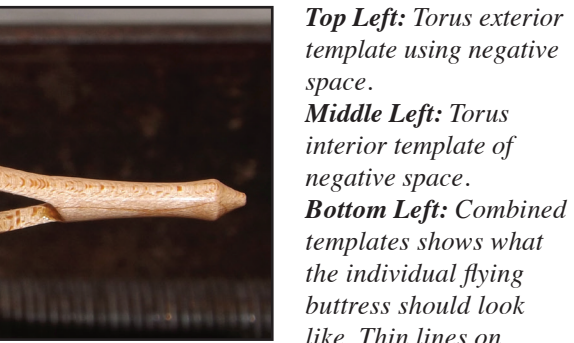 Top Left: Torus exterior
template using negative
space.
Middle Left: Torus
interior template of
negative space.
Bottom Left: Combined
templates shows what
the individual flying
buttress should look
like. Thin lines on